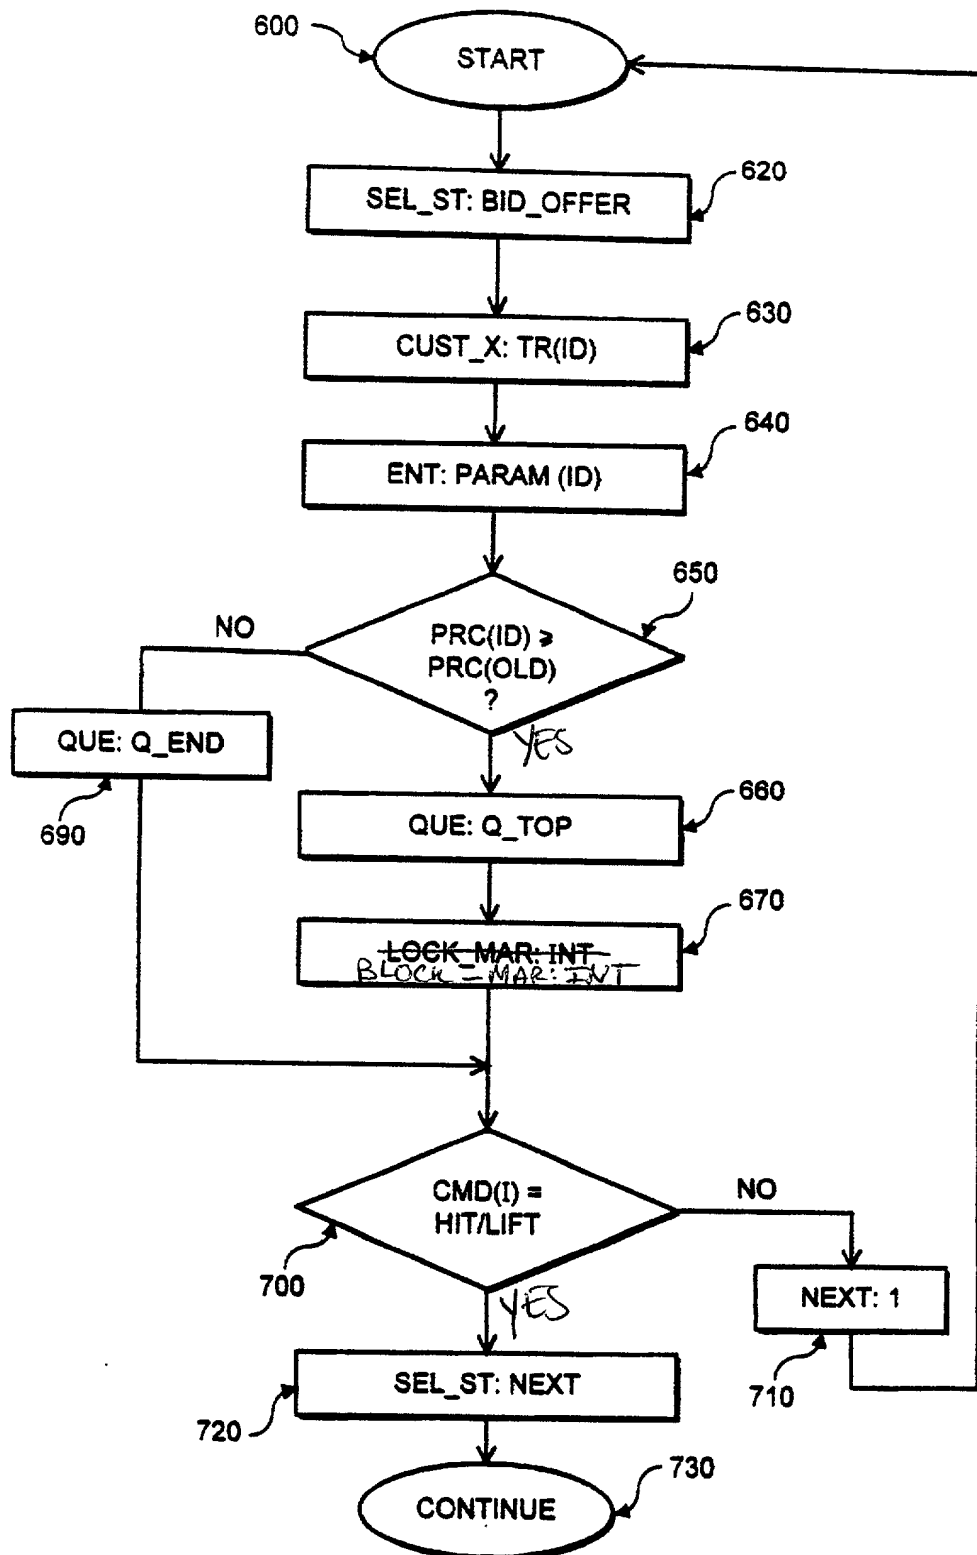 600
START
620
SEL_ST: BID_OFFER
630
CUST_X: TR(ID)
640
ENT: PARAM (ID)
650
NO
PRC(ID) ⩾
PRC(OLD)
?
YES
QUE: Q_END
690
660
QUE: Q_TOP
670
LOCK_MAR: INT
BLOCK-MAR: INT
CMD(I) =
HIT/LIFT
NO
700
YES
NEXT: 1
710
SEL_ST: NEXT
720
730
CONTINUE